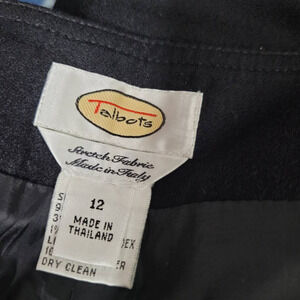 Talbots
Stretch Fabric
Made in Italy
12
MADE IN
THAILAND
DRY CLEAN